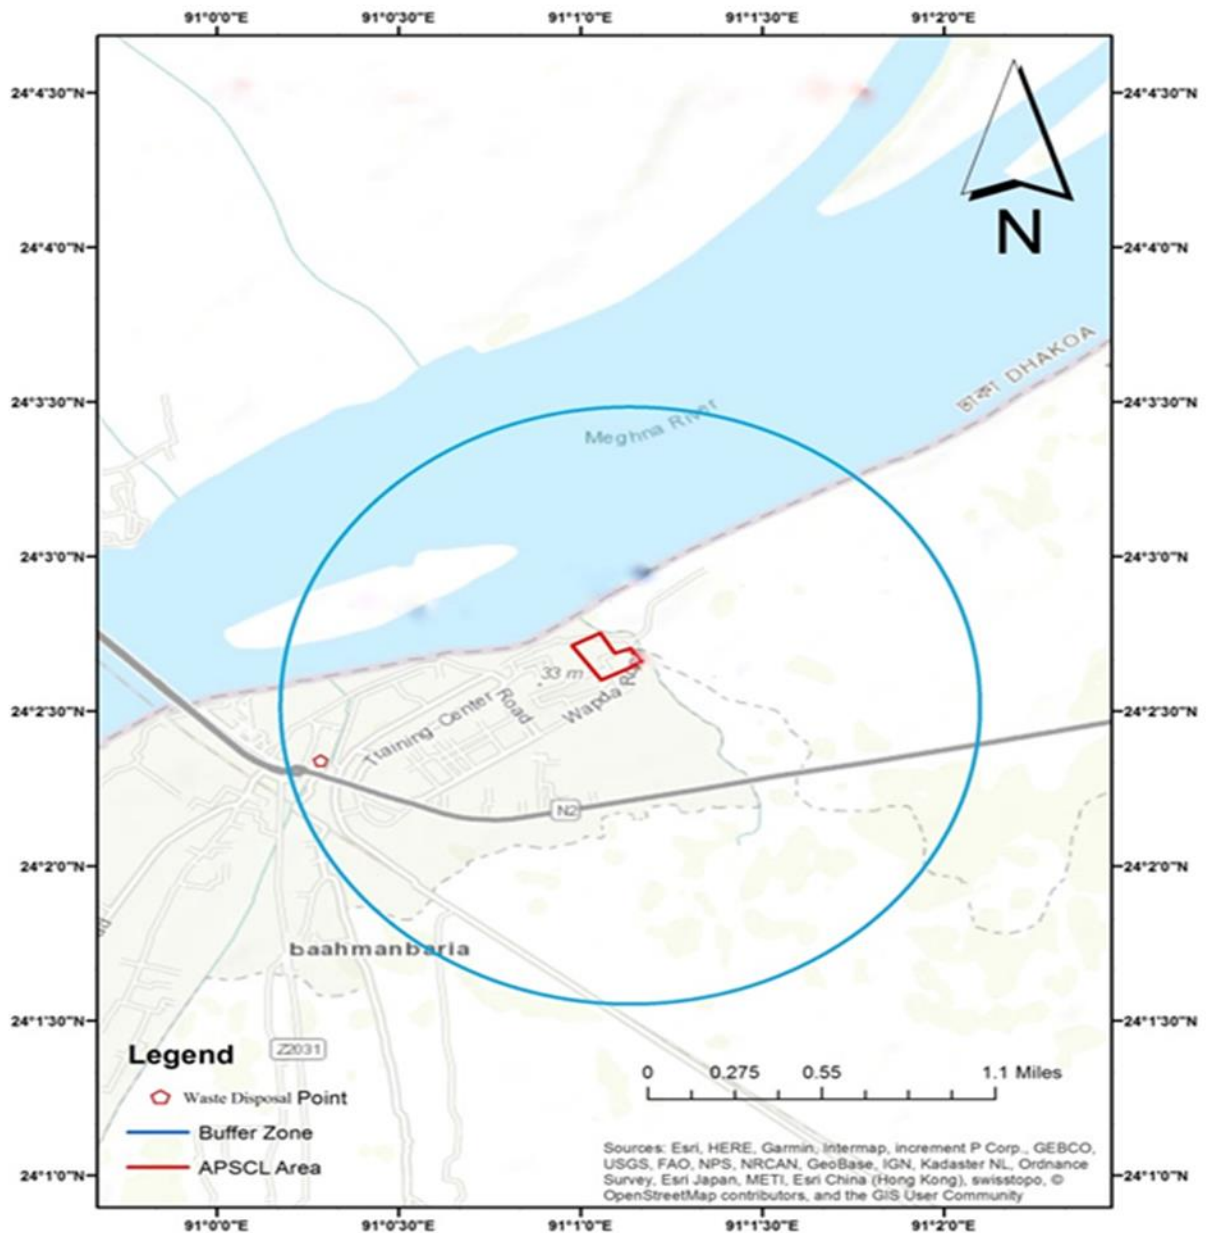 91°0'0"E 91°0'30"E 91°1'0"E 91°1'30"E 91°2'0"E
24°4'30"N 24°4'30"N
N
24°4'0"N 24°4'0"N
DHAKOA
24°3'30"N 24°3'30"N
Meghna River
24°3'0"N 24°3'0"N
33 m
Training Center
Road
Wapda R
24°2'30"N 24°2'30"N
N2
24°2'0"N 24°2'0"N
baahmanbaria
24°1'30"N 24°1'30"N
Legend
Z2031
Waste Disposal Point
Buffer Zone
APSCL Area
0 0.275 0.55 1.1 Miles
Sources: Esri, HERE, Garmin, Intermap, increment P Corp., GEBCO,
USGS, FAO, NPS, NRCAN, GeoBase, IGN, Kadaster NL, Ordnance
Survey, Esri Japan, METI, Esri China (Hong Kong), swisstopo, ©
OpenStreetMap contributors, and the GIS User Community
24°1'0"N 24°1'0"N
91°0'0"E 91°0'30"E 91°1'0"E 91°1'30"E 91°2'0"E